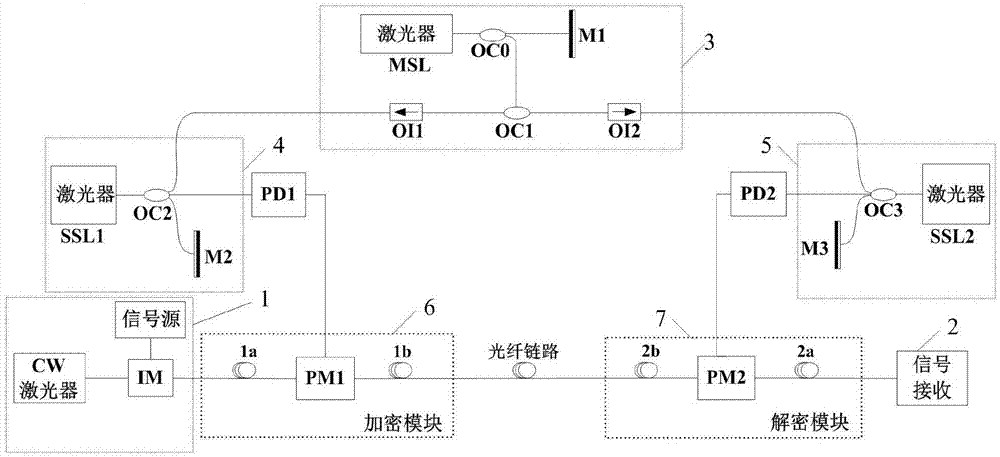 激光器
MSL
OC0
M1
3
OI1
OC1
OI2
4
激光器
SSL1
OC2
PD1
M2
5
PD2
OC3
激光器
SSL2
M3
1
信号源
CW
激光器
IM
6
1a
PM1
1b
加密模块
光纤链路
7
2b
PM2
2a
解密模块
2
信号
接收